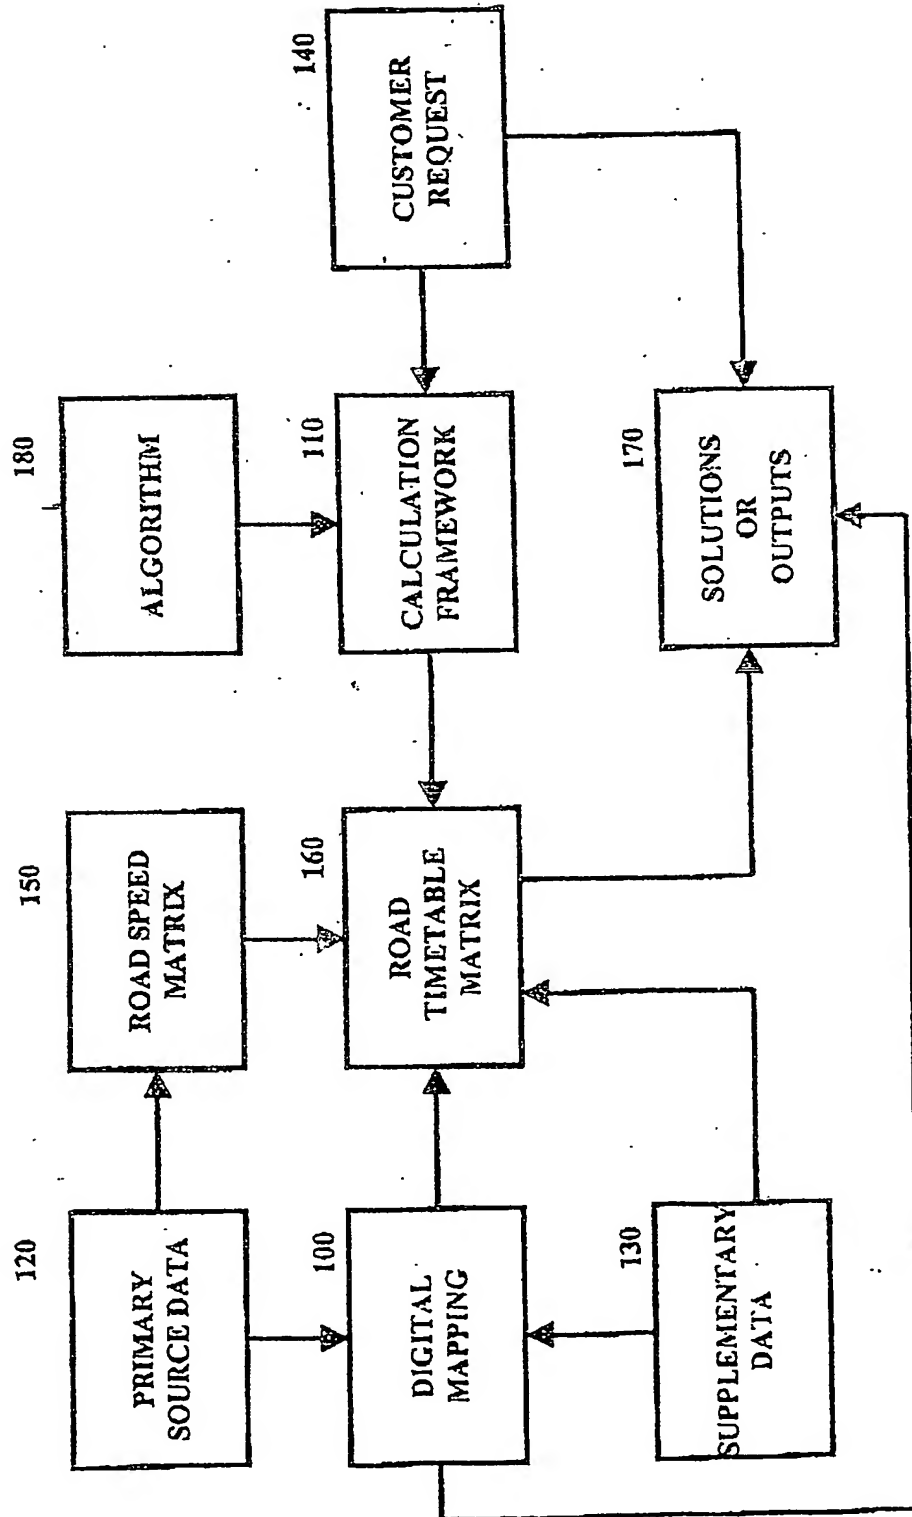 120
PRIMARY
SOURCE DATA
150
ROAD SPEED
MATRIX
180
ALGORITHM
100
DIGITAL
MAPPING
160
ROAD
TIMETABLE
MATRIX
110
CALCULATION
FRAMEWORK
140
CUSTOMER
REQUEST
130
SUPPLEMENTARY
DATA
170
SOLUTIONS
OR
OUTPUTS